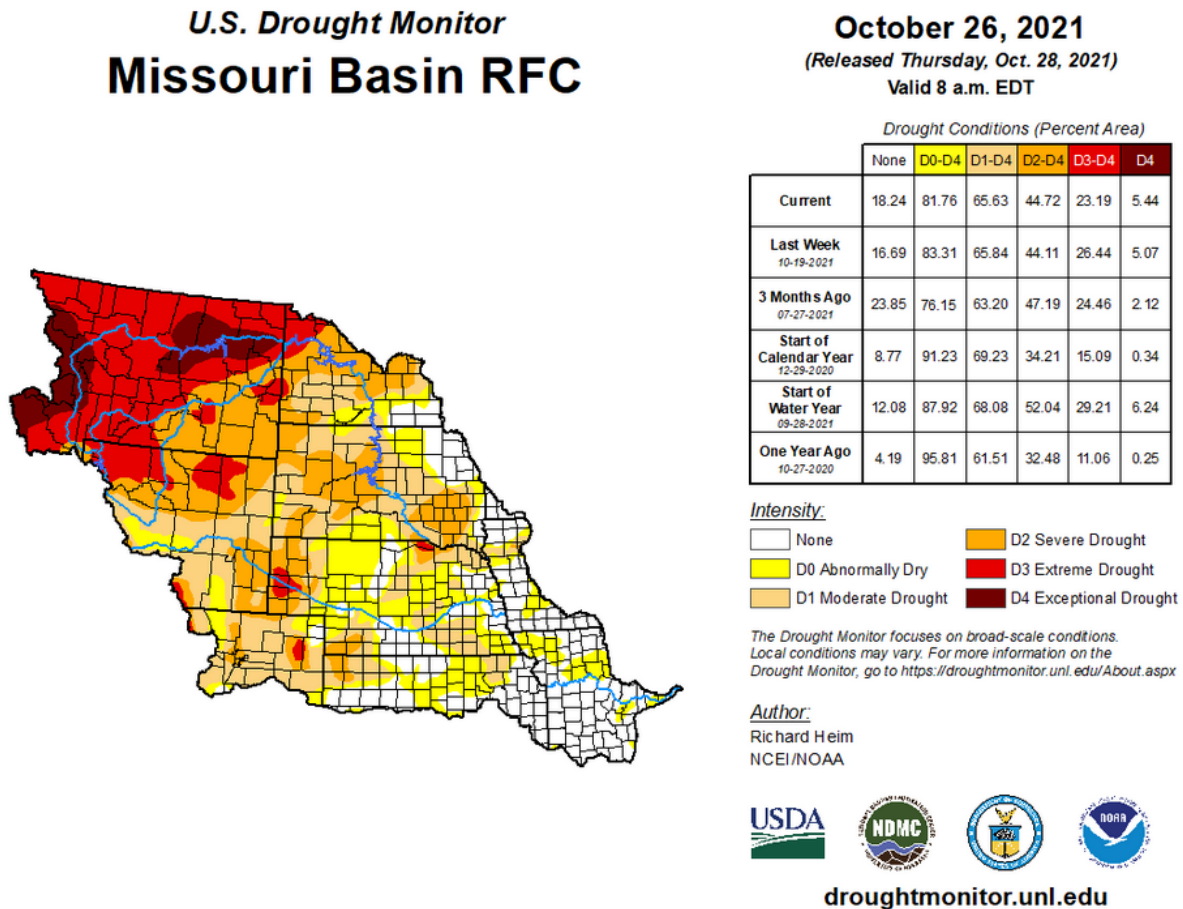 U.S. Drought Monitor
Missouri Basin RFC
October 26, 2021
(Released Thursday, Oct. 28, 2021)
Valid 8 a.m. EDT
Drought Conditions (Percent Area)
None D0-D4 D1-D4 D2-D4 D3-D4 D4
Current 18.24 81.76 65.63 44.72 23.19 5.44
Last Week
10-19-2021
16.69 83.31 65.84 44.11 26.44 5.07
3 Months Ago
07-27-2021
23.85 76.15 63.20 47.19 24.46 2.12
Start of
Calendar Year
12-29-2020
8.77 91.23 69.23 34.21 15.09 0.34
Start of
Water Year
09-28-2021
12.08 87.92 68.08 52.04 29.21 6.24
One Year Ago
10-27-2020
4.19 95.81 61.51 32.48 11.06 0.25
Intensity:
None
D0 Abnormally Dry
D1 Moderate Drought
D2 Severe Drought
D3 Extreme Drought
D4 Exceptional Drought
The Drought Monitor focuses on broad-scale conditions.
Local conditions may vary. For more information on the
Drought Monitor, go to https://droughtmonitor.unl.edu/About.aspx
Author:
Richard Heim
NCEI/NOAA
USDA
NDMC
NOAA
droughtmonitor.unl.edu